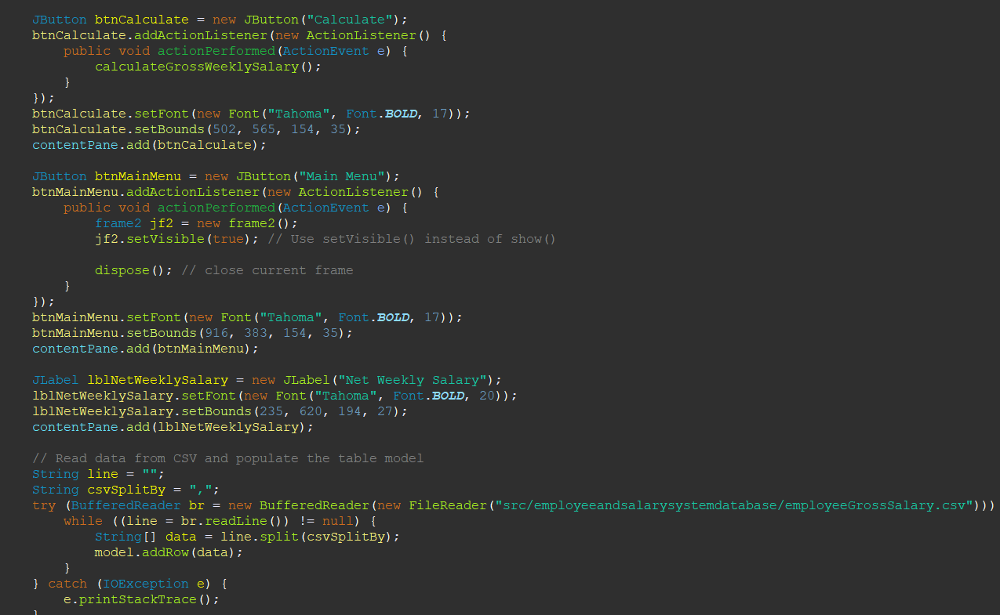 JButton btnCalculate = new JButton("Calculate");
btnCalculate.addActionListener(new ActionListener() {
    public void actionPerformed(ActionEvent e) {
        calculateGrossWeeklySalary();
    }
});
btnCalculate.setFont(new Font("Tahoma", Font.BOLD, 17));
btnCalculate.setBounds(502, 565, 154, 35);
contentPane.add(btnCalculate);

JButton btnMainMenu = new JButton("Main Menu");
btnMainMenu.addActionListener(new ActionListener() {
    public void actionPerformed(ActionEvent e) {
        frame2 jf2 = new frame2();
        jf2.setVisible(true); // Use setVisible() instead of show()

        dispose(); // close current frame
    }
});
btnMainMenu.setFont(new Font("Tahoma", Font.BOLD, 17));
btnMainMenu.setBounds(916, 383, 154, 35);
contentPane.add(btnMainMenu);

JLabel lblNetWeeklySalary = new JLabel("Net Weekly Salary");
lblNetWeeklySalary.setFont(new Font("Tahoma", Font.BOLD, 20));
lblNetWeeklySalary.setBounds(235, 620, 194, 27);
contentPane.add(lblNetWeeklySalary);

// Read data from CSV and populate the table model
String line = "";
String csvSplitBy = ",";
try (BufferedReader br = new BufferedReader(new FileReader("src/employeeandsalarysystemdatabase/employeeGrossSalary.csv")))
    while ((line = br.readLine()) != null) {
        String[] data = line.split(csvSplitBy);
        model.addRow(data);
    }
} catch (IOException e) {
    e.printStackTrace();
}